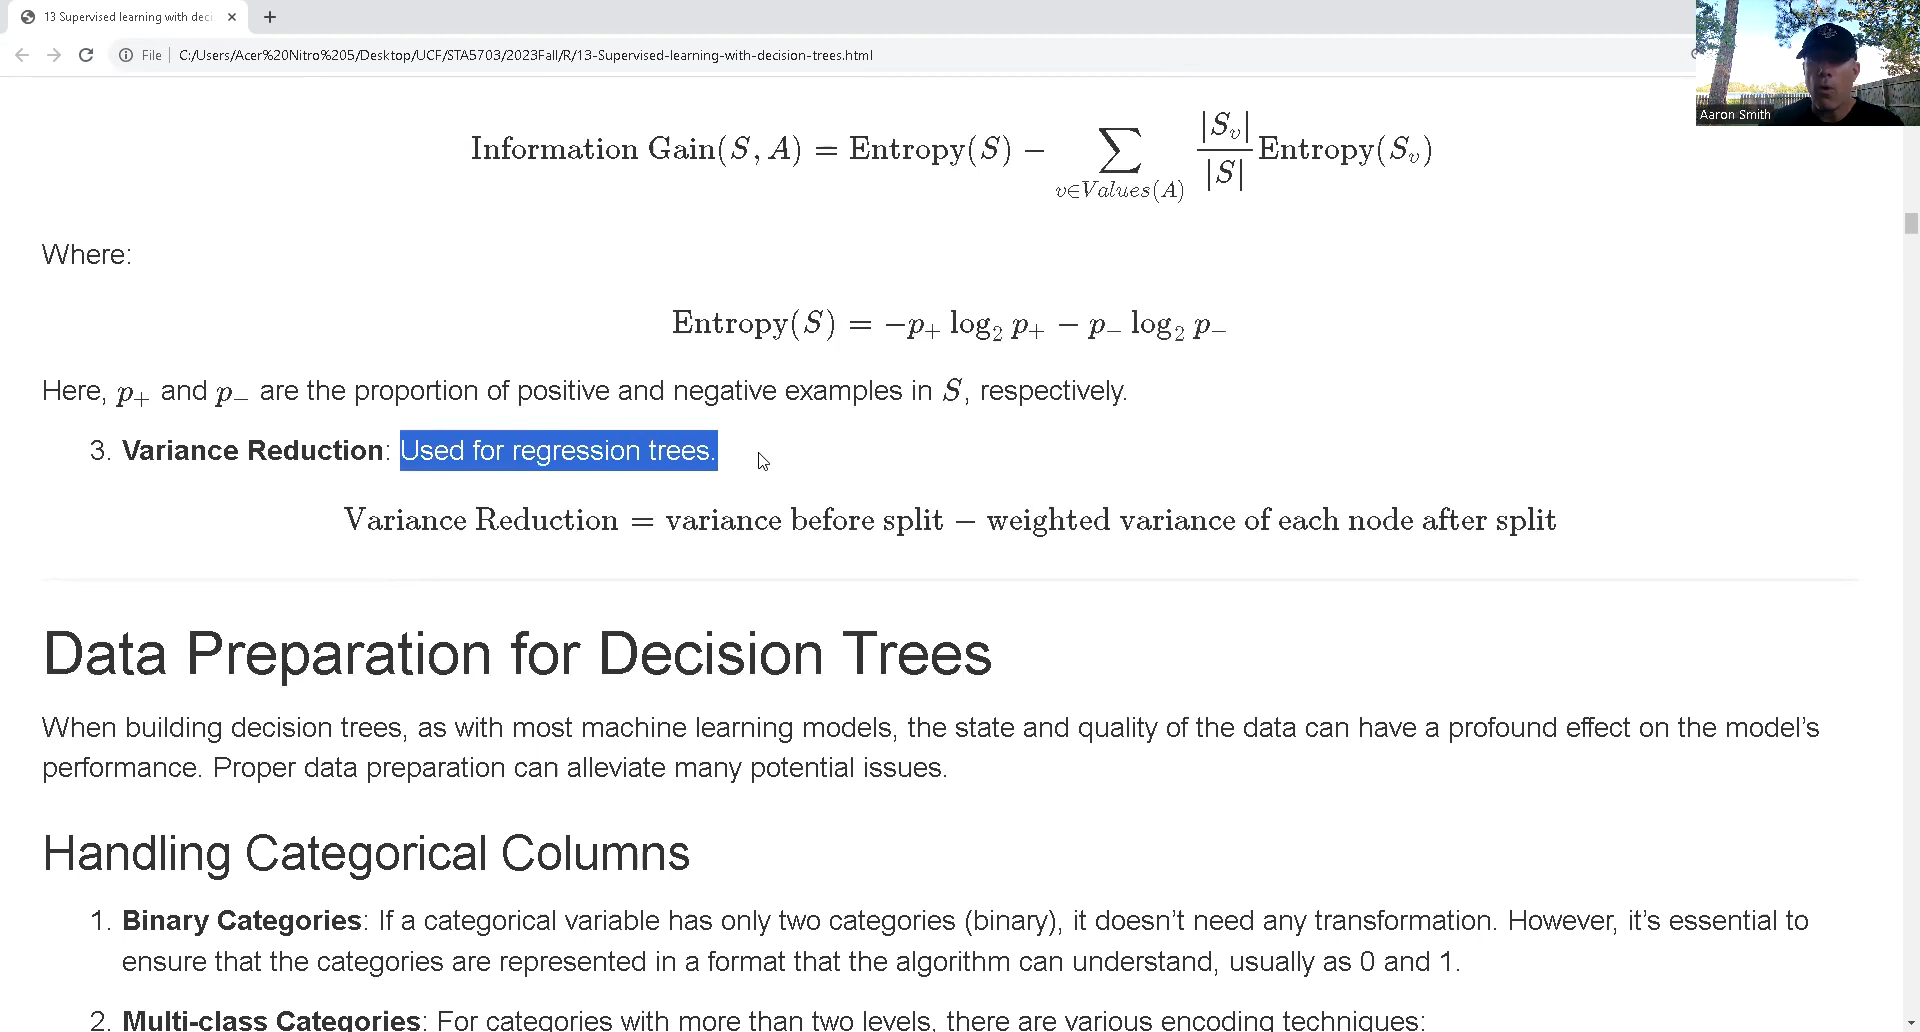 13 Supervised learning with deci
File
C:/Users/Acer%20Nitro%205/Desktop/UCF/STA5703/2023Fall/R/13-Supervised-learning-with-decision-trees.html
Aaron Smith
Information Gain(S, A) = Entropy(S) − ∑_{v∈Values(A)} |S_v|/|S| Entropy(S_v)
Where:
Entropy(S) = −p₊ log₂ p₊ − p₋ log₂ p₋
Here, p₊ and p₋ are the proportion of positive and negative examples in S, respectively.
3. Variance Reduction: Used for regression trees.
Variance Reduction = variance before split − weighted variance of each node after split
Data Preparation for Decision Trees
When building decision trees, as with most machine learning models, the state and quality of the data can have a profound effect on the model’s
performance. Proper data preparation can alleviate many potential issues.
Handling Categorical Columns
1. Binary Categories: If a categorical variable has only two categories (binary), it doesn’t need any transformation. However, it’s essential to
ensure that the categories are represented in a format that the algorithm can understand, usually as 0 and 1.
2. Multi-class Categories: For categories with more than two levels, there are various encoding techniques: